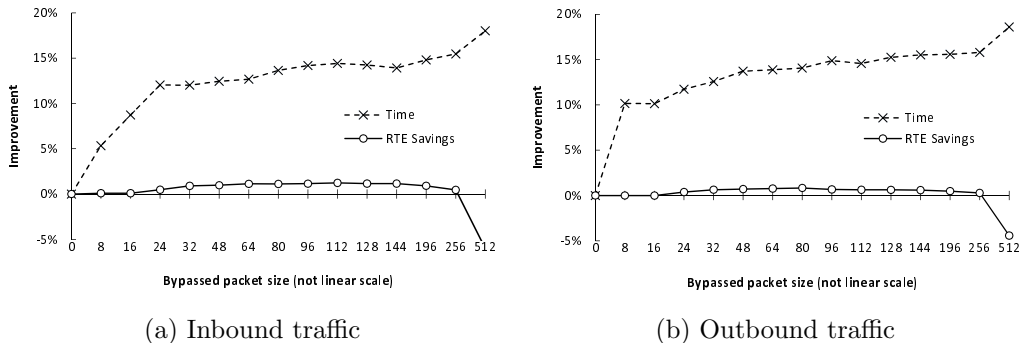 20%
15%
10%
5%
0%
-5%
Improvement
Time
RTE Savings
0 8 16 24 32 48 64 80 96 112 128 144 196 256 512
Bypassed packet size (not linear scale)
(a) Inbound traffic
20%
15%
10%
5%
0%
-5%
Improvement
Time
RTE Savings
0 8 16 24 32 48 64 80 96 112 128 144 196 256 512
Bypassed packet size (not linear scale)
(b) Outbound traffic